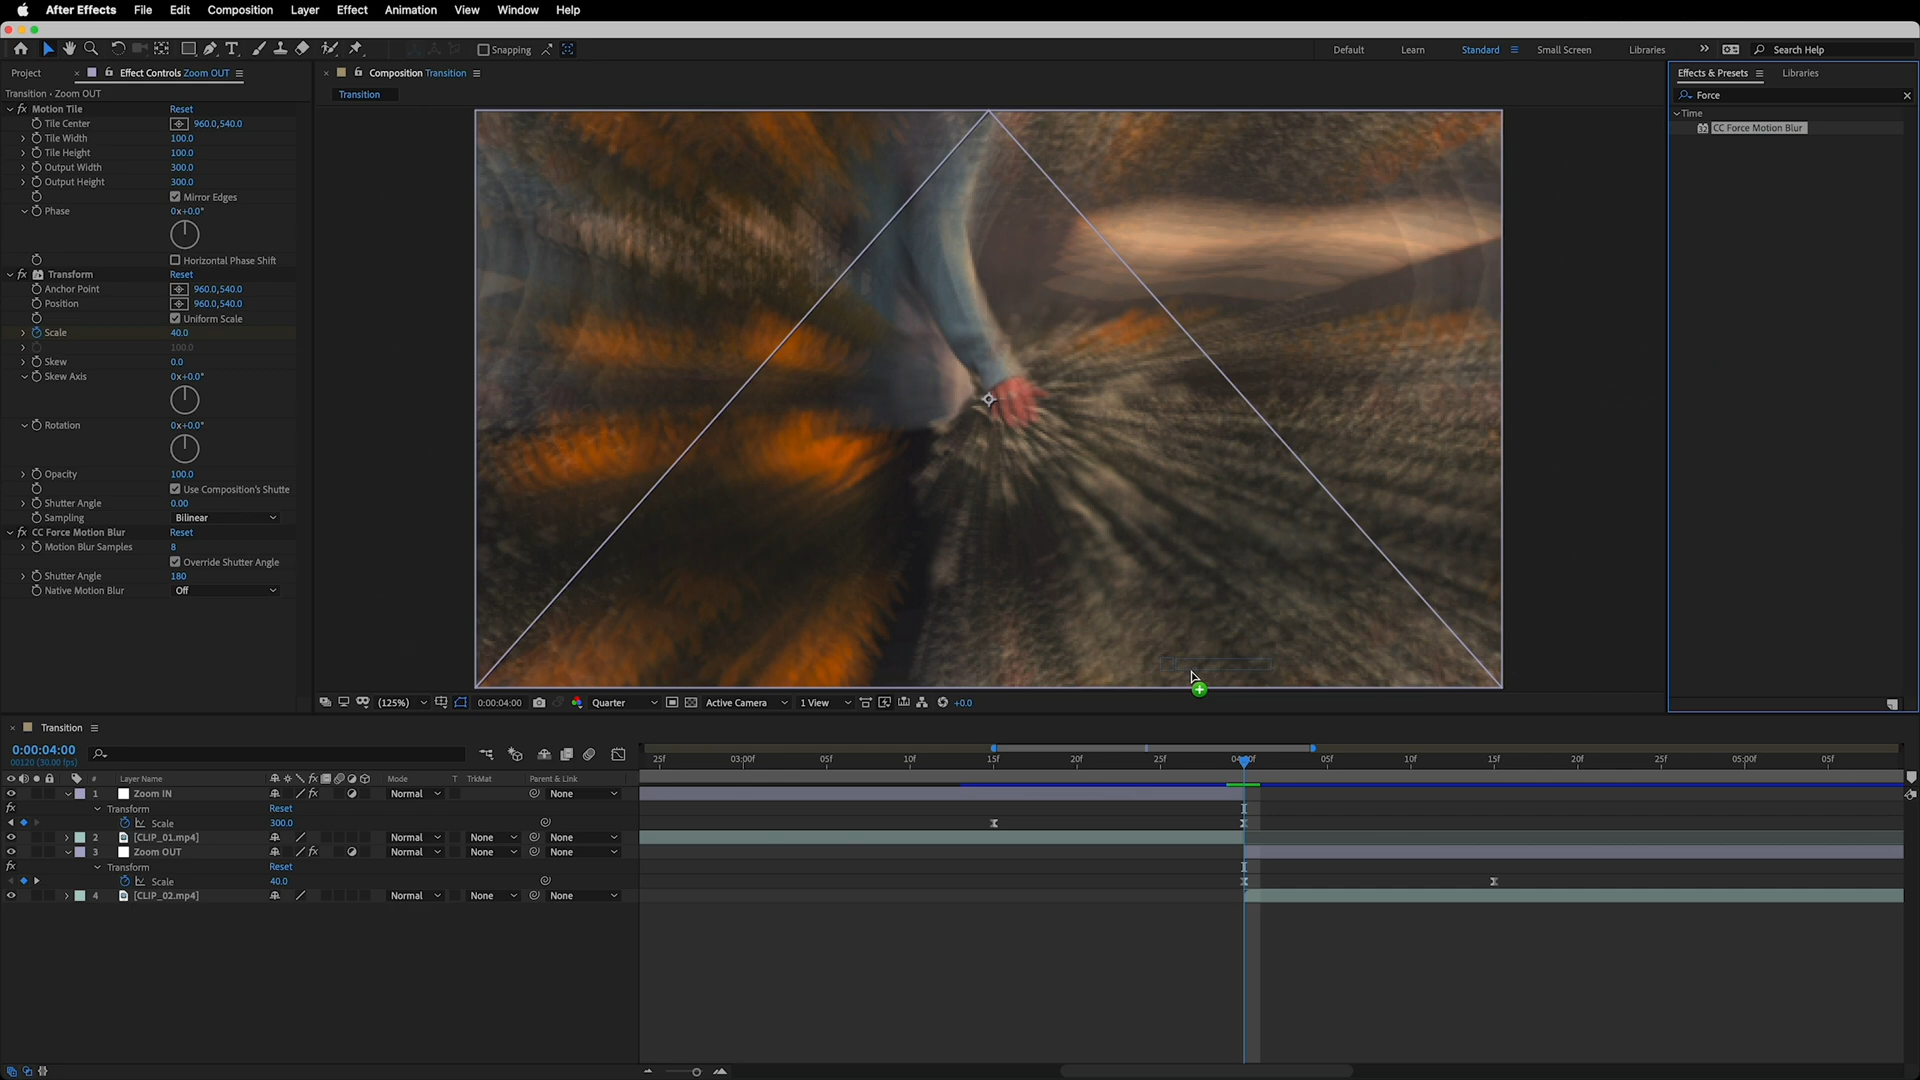 After Effects File Edit Composition Layer Effect Animation View Window Help
Snapping Default Learn Standard Small Screen Libraries Search Help
Project Effect Controls Zoom OUT Composition Transition Effects & Presets Libraries
Transition • Zoom OUT
Transition
Force
Motion Tile Reset
Time
Tile Center 960.0,540.0
CC Force Motion Blur
Tile Width 100.0
Tile Height 100.0
Output Width 300.0
Output Height 300.0
Mirror Edges
Phase 0x+0.0°
Horizontal Phase Shift
Transform Reset
Anchor Point 960.0,540.0
Position 960.0,540.0
Uniform Scale
Scale 40.0
100.0
Skew 0.0
Skew Axis 0x+0.0°
Rotation 0x+0.0°
Opacity 100.0
Use Composition's Shutte
Shutter Angle 0.00
Sampling Bilinear
CC Force Motion Blur Reset
Motion Blur Samples 8
Override Shutter Angle
Shutter Angle 180
Native Motion Blur Off
(125%) 0:00:04:00 Quarter Active Camera 1 View +0.0
Transition
0:00:04:00
00120 (30.00 fps)
25f 03:00f 05f 10f 15f 20f 25f 04:00f 05f 10f 15f 20f 25f 05:00f 05f
# Layer Name Mode T TrkMat Parent & Link
1 Zoom IN Normal None
Transform Reset
Scale 300.0
2 [CLIP_01.mp4] Normal None None
3 Zoom OUT Normal None None
Transform Reset
Scale 40.0
4 [CLIP_02.mp4] Normal None None